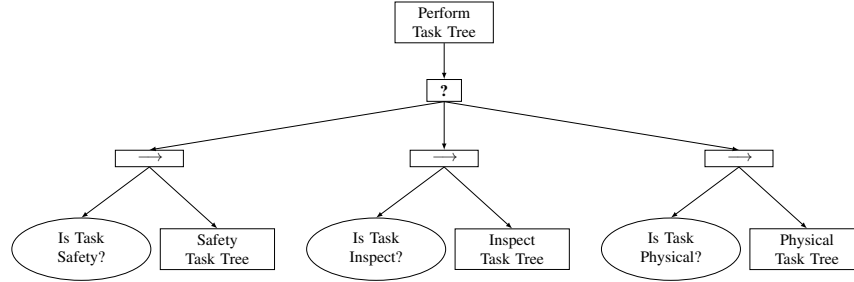 Perform
Task Tree
?
→ → →
Is Task
Safety?
Safety
Task Tree
Is Task
Inspect?
Inspect
Task Tree
Is Task
Physical?
Physical
Task Tree